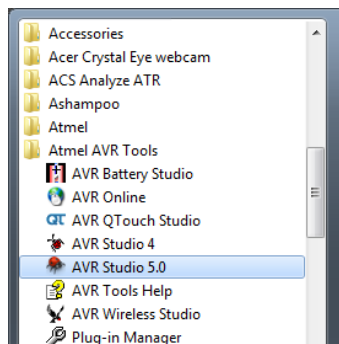 Accessories
Acer Crystal Eye webcam
ACS Analyze ATR
Ashampoo
Atmel
Atmel AVR Tools
AVR Battery Studio
AVR Online
QTC AVR QTouch Studio
AVR Studio 4
AVR Studio 5.0
AVR Tools Help
AVR Wireless Studio
Plug-in Manager